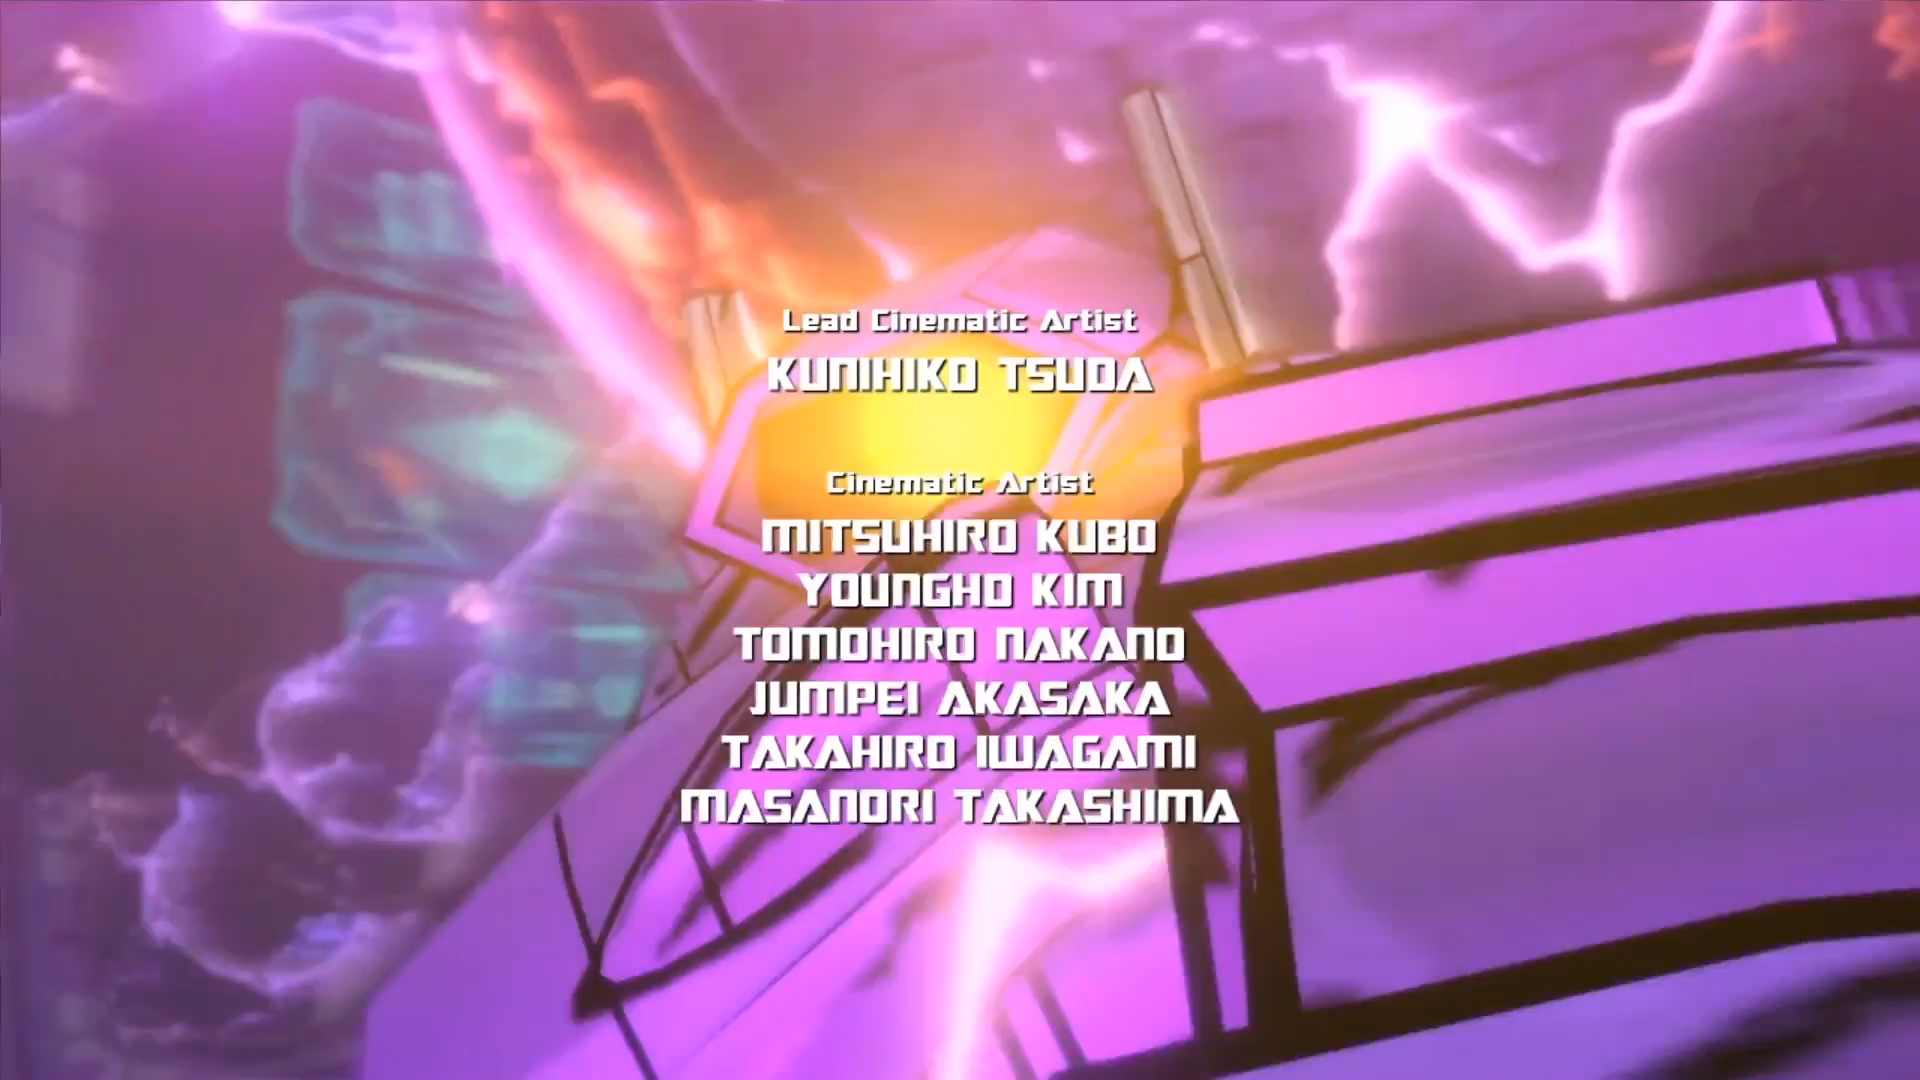 Lead Cinematic Artist
KUNIHIKO TSUDA
Cinematic Artist
MITSUHIRO KUBO
YOUNGHO KIM
TOMOHIRO NAKANO
JUMPEI AKASAKA
TAKAHIRO IWAGAMI
MASANORI TAKASHIMA